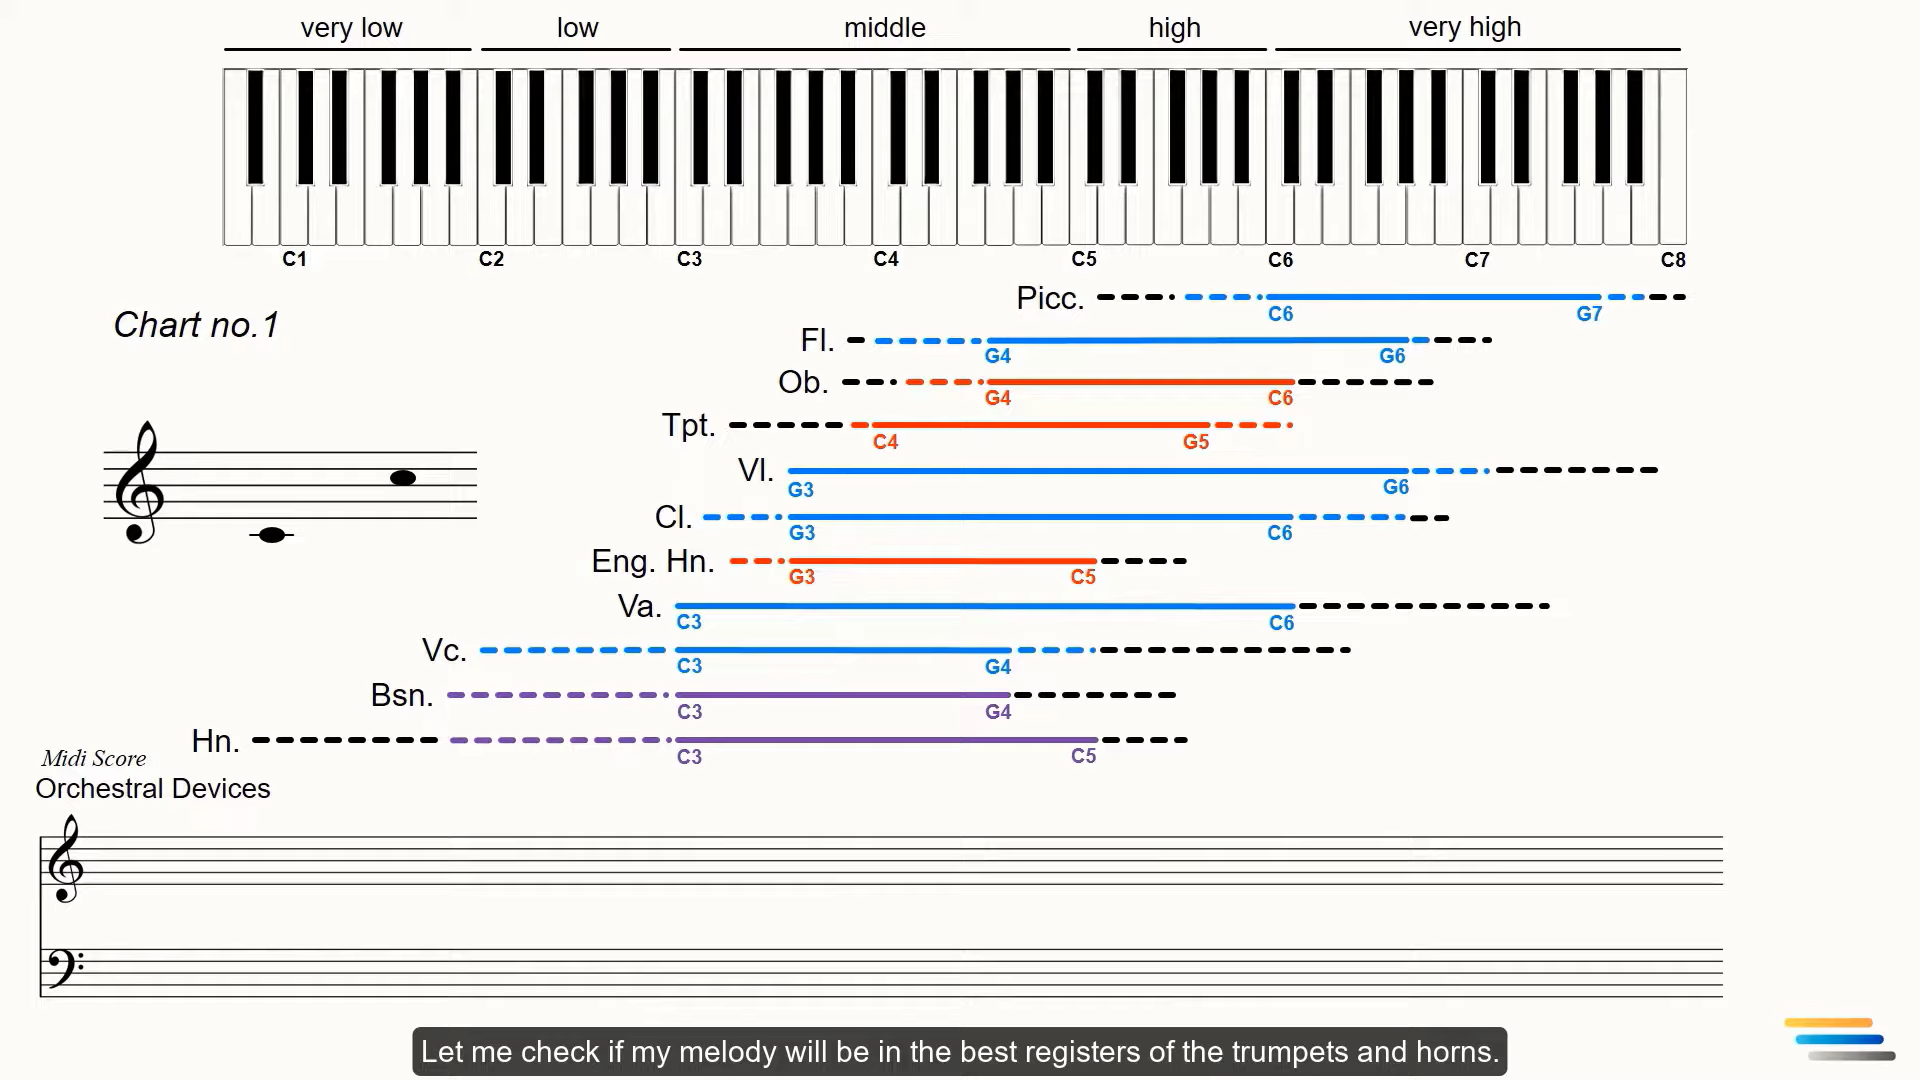 very low low middle high very high
C1 C2 C3 C4 C5 C6 C7 C8
Picc.
C6 G7
Chart no.1
Fl.
G4 G6
Ob.
G4 C6
Tpt.
C4 G5
Vl.
G3 G6
Cl.
G3 C6
Eng. Hn.
G3 C5
Va.
C3 C6
Vc.
C3 G4
Bsn.
C3 G4
Hn.
C3 C5
Midi Score
Orchestral Devices
Let me check if my melody will be in the best registers of the trumpets and horns.